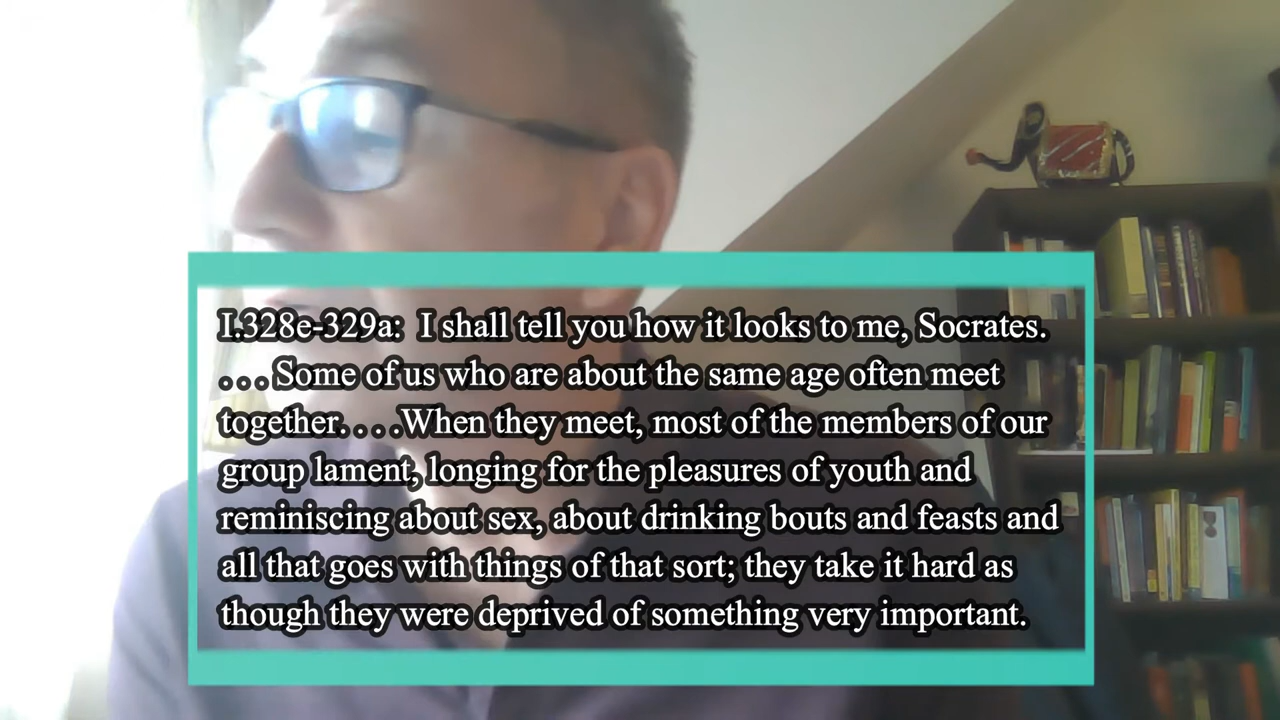 I.328e-329a:  I shall tell you how it looks to me, Socrates.
. . . Some of us who are about the same age often meet
together. . . .When they meet, most of the members of our
group lament, longing for the pleasures of youth and
reminiscing about sex, about drinking bouts and feasts and
all that goes with things of that sort; they take it hard as
though they were deprived of something very important.